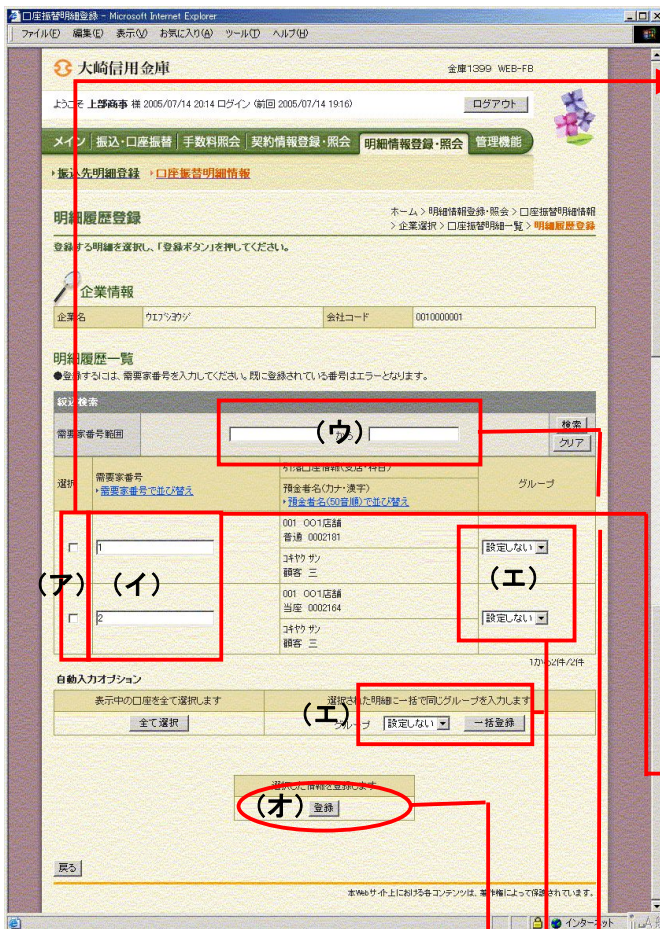 口座振替明細登録 - Microsoft Internet Explorer
ファイル(F) 編集(E) 表示(V) お気に入り(A) ツール(T) ヘルプ(H)
大崎信用金庫
金庫1399 WEB-FB
ようこそ 上部商事 様 2005/07/14 20:14 ログイン (前回 2005/07/14 19:16)
ログアウト
メイン 振込・口座振替 手数料照会 契約情報登録・照会 明細情報登録・照会 管理機能
振込先明細登録 口座振替明細情報
明細履歴登録
ホーム > 明細情報登録・照会 > 口座振替明細情報
> 企業選択 > 口座振替明細一覧 > 明細履歴登録
登録する明細を選択し、「登録ボタン」を押してください。
企業情報
企業名 ウエブショウジ 会社コード 0010000001
明細履歴一覧
●登録するには、需要家番号を入力してください。既に登録されている番号はエラーとなります。
絞込検索
需要家番号範囲 (ウ) から
検索
クリア
選択
需要家番号
需要家番号で並び替え
引落口座情報(支店・科目)
預金者名(カナ・漢字)
預金者名(50音順)で並び替え
グループ
(ア) (イ) (エ)
1
001 001店舗
普通 0002181
コキヤク サン
顧客 三
設定しない
2
001 001店舗
当座 0002164
コキヤク サン
顧客 三
設定しない
1から2件/2件
自動入力オプション
表示中の口座を全て選択します
選択された明細に一括で同じグループを入力します
全て選択
(エ) グループ 設定しない 一括登録
選択した情報を登録します
(オ) 登録
戻る
本Webサイト上における各コンテンツは、著作権によって保護されています。
インターネット